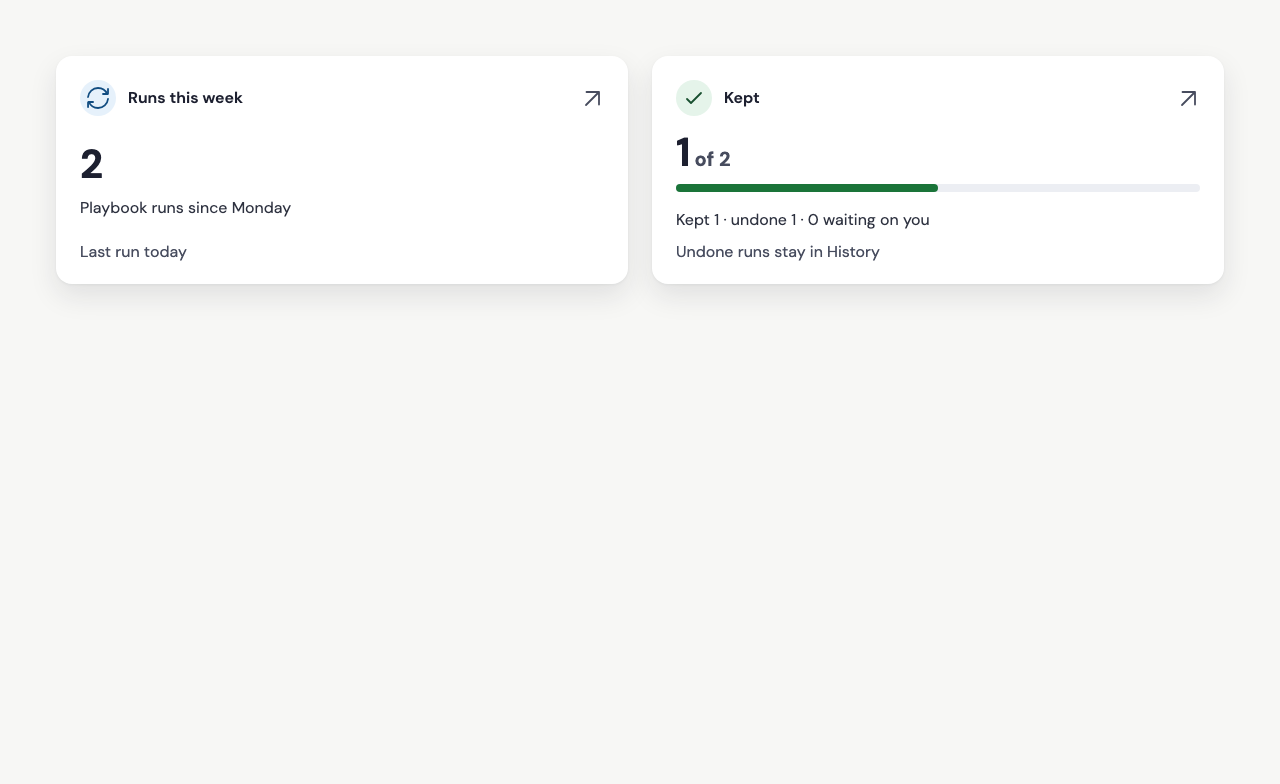 Runs this week
2
Playbook runs since Monday
Last run today
Kept
1 of 2
Kept 1 · undone 1 · 0 waiting on you
Undone runs stay in History